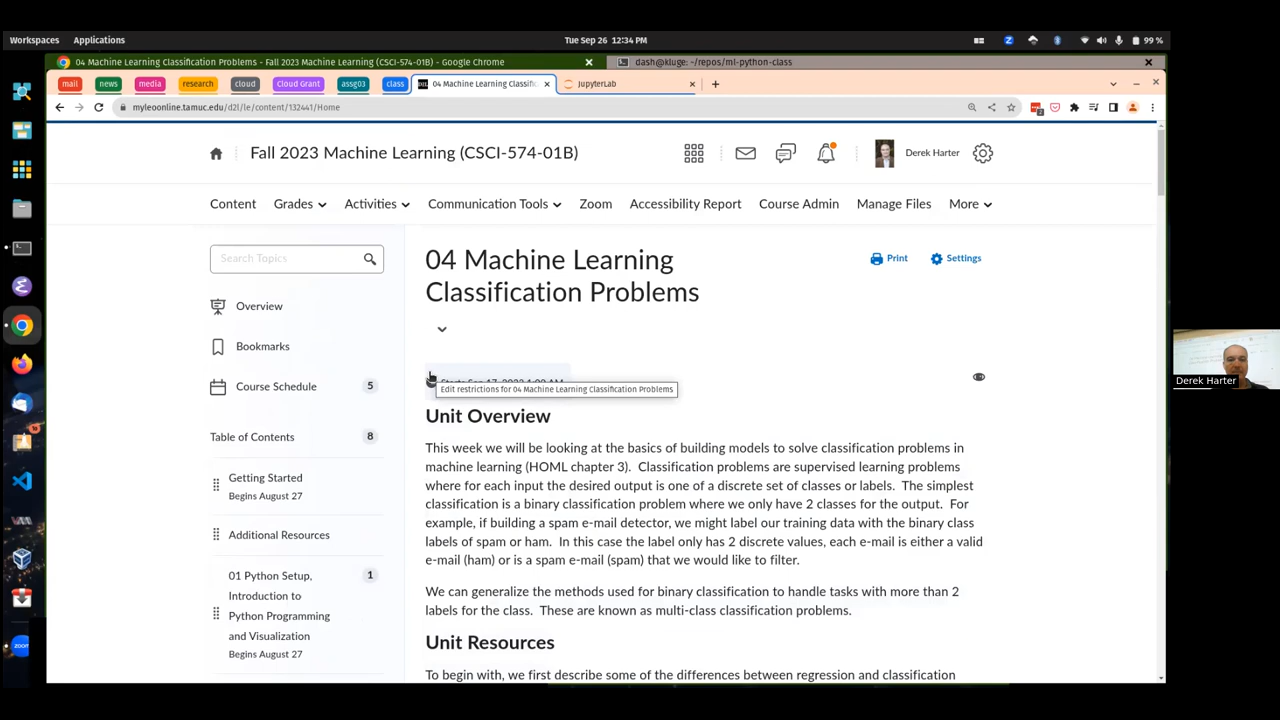 Workspaces Applications Tue Sep 26 12:34 PM 99 %
04 Machine Learning Classification Problems - Fall 2023 Machine Learning (CSCI-574-01B) - Google Chrome dash@kluge: ~/repos/ml-python-class
mail news media research cloud Cloud Grant assg03 class 04 Machine Learning Classific JupyterLab
myleoonline.tamuc.edu/d2l/le/content/132441/Home
Fall 2023 Machine Learning (CSCI-574-01B) Derek Harter
Content Grades Activities Communication Tools Zoom Accessibility Report Course Admin Manage Files More
Search Topics
Overview
Bookmarks
Course Schedule 5
Table of Contents 8
Getting Started
Begins August 27
Additional Resources
01 Python Setup, 1
Introduction to
Python Programming
and Visualization
Begins August 27
04 Machine Learning
Classification Problems
Print Settings
Edit restrictions for 04 Machine Learning Classification Problems
Unit Overview
This week we will be looking at the basics of building models to solve classification problems in
machine learning (HOML chapter 3). Classification problems are supervised learning problems
where for each input the desired output is one of a discrete set of classes or labels. The simplest
classification is a binary classification problem where we only have 2 classes for the output. For
example, if building a spam e-mail detector, we might label our training data with the binary class
labels of spam or ham. In this case the label only has 2 discrete values, each e-mail is either a valid
e-mail (ham) or is a spam e-mail (spam) that we would like to filter.
We can generalize the methods used for binary classification to handle tasks with more than 2
labels for the class. These are known as multi-class classification problems.
Unit Resources
To begin with, we first describe some of the differences between regression and classification
Derek Harter